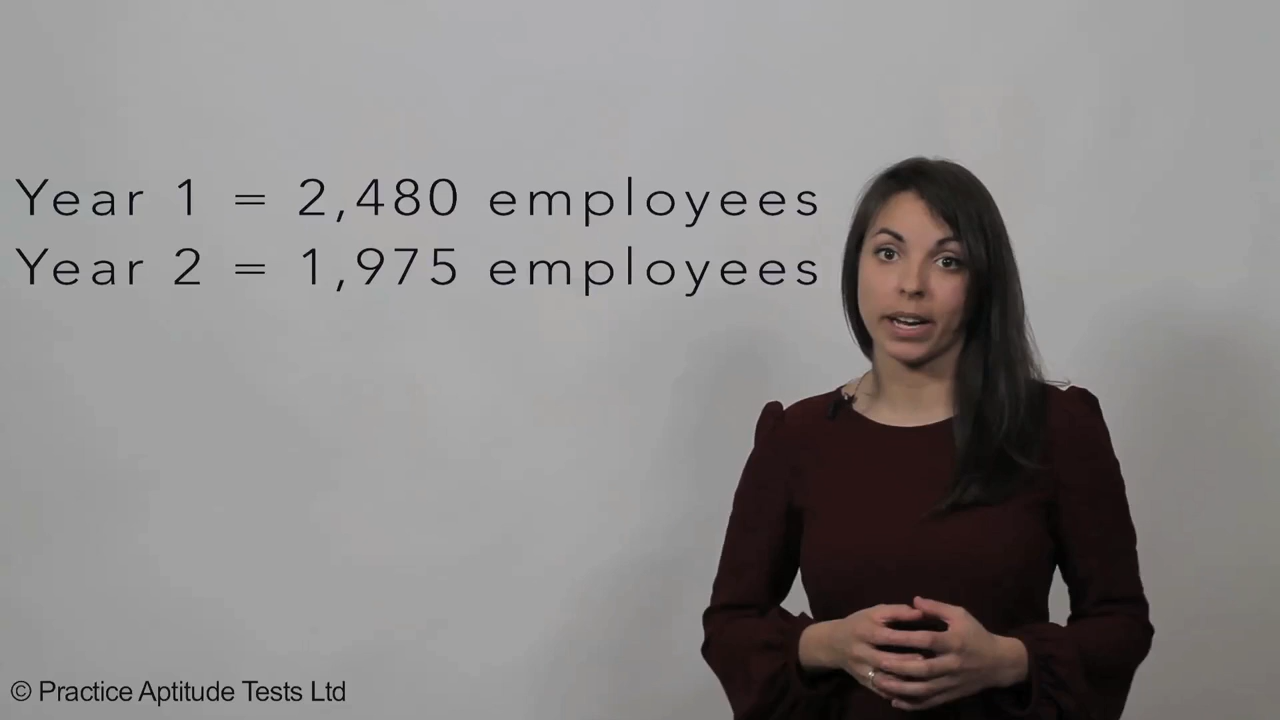 Year 1 = 2,480 employees
Year 2 = 1,975 employees
© Practice Aptitude Tests Ltd